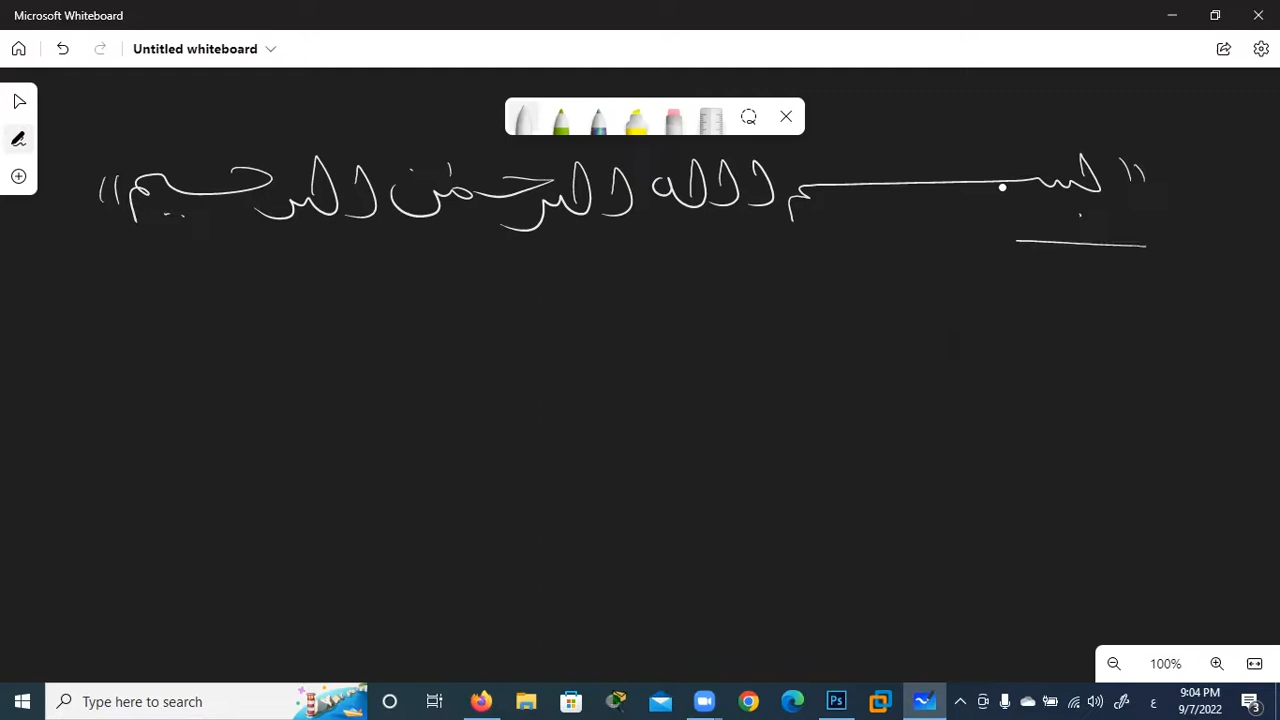 Microsoft Whiteboard
Untitled whiteboard
"بسم الله الرحمن الرحيم"
100%
Type here to search
ع
9:04 PM
9/7/2022
3